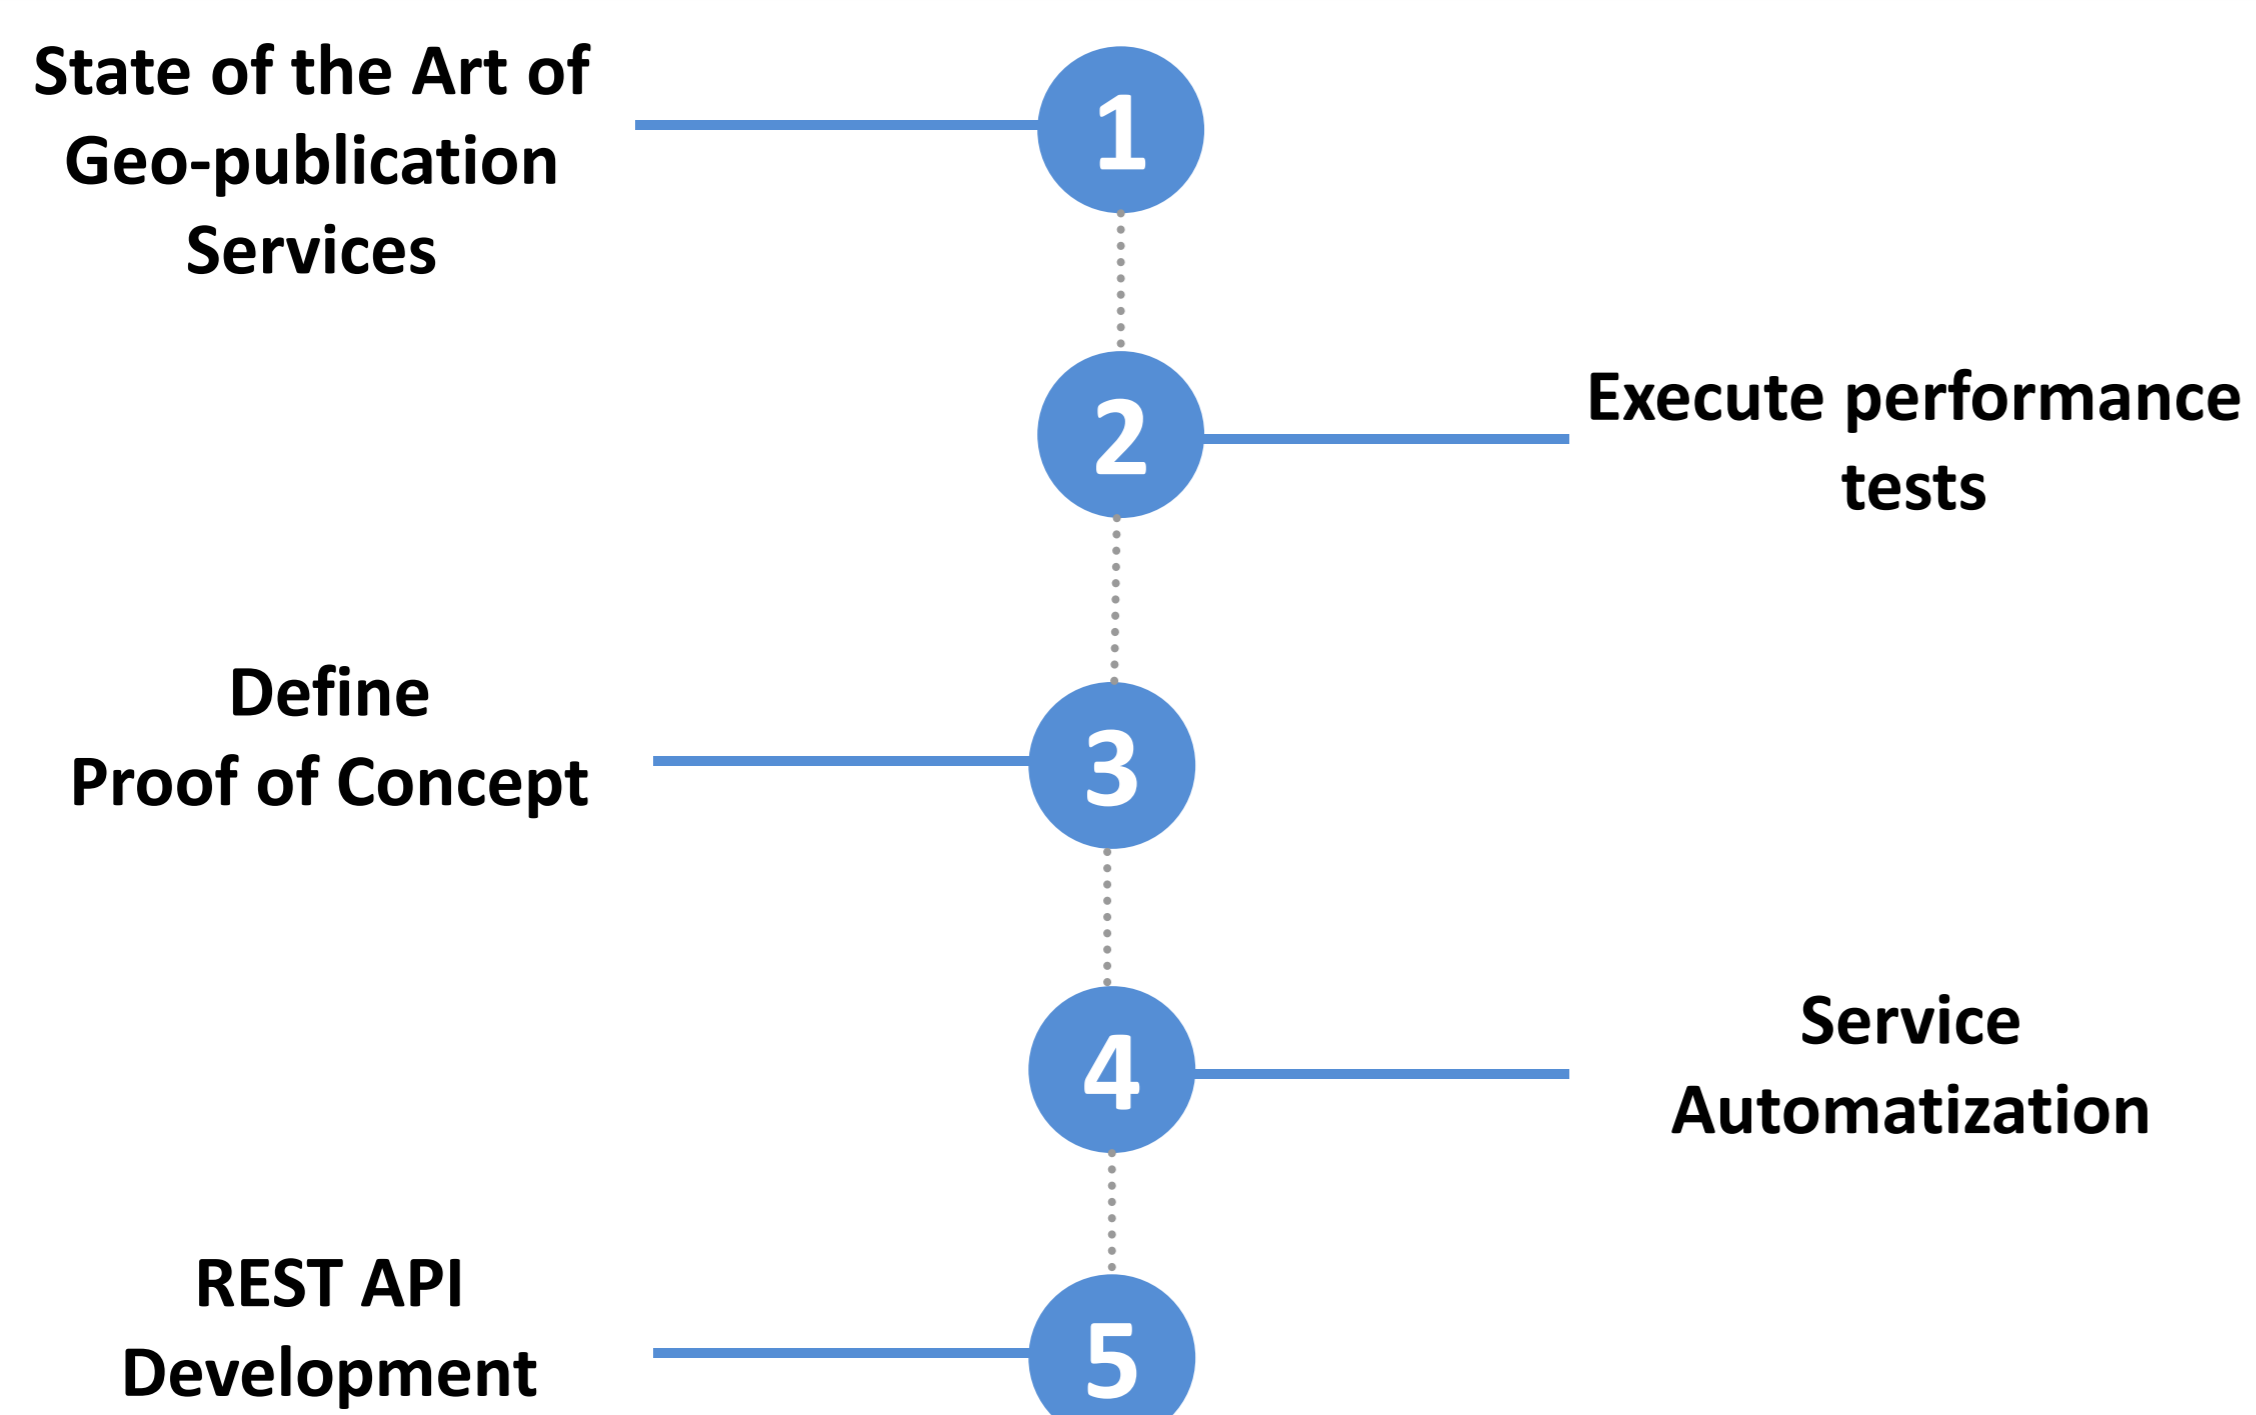 State of the Art of
Geo-publication
Services
1
2
Execute performance
tests
Define
Proof of Concept
3
4
Service
Automatization
REST API
Development
5